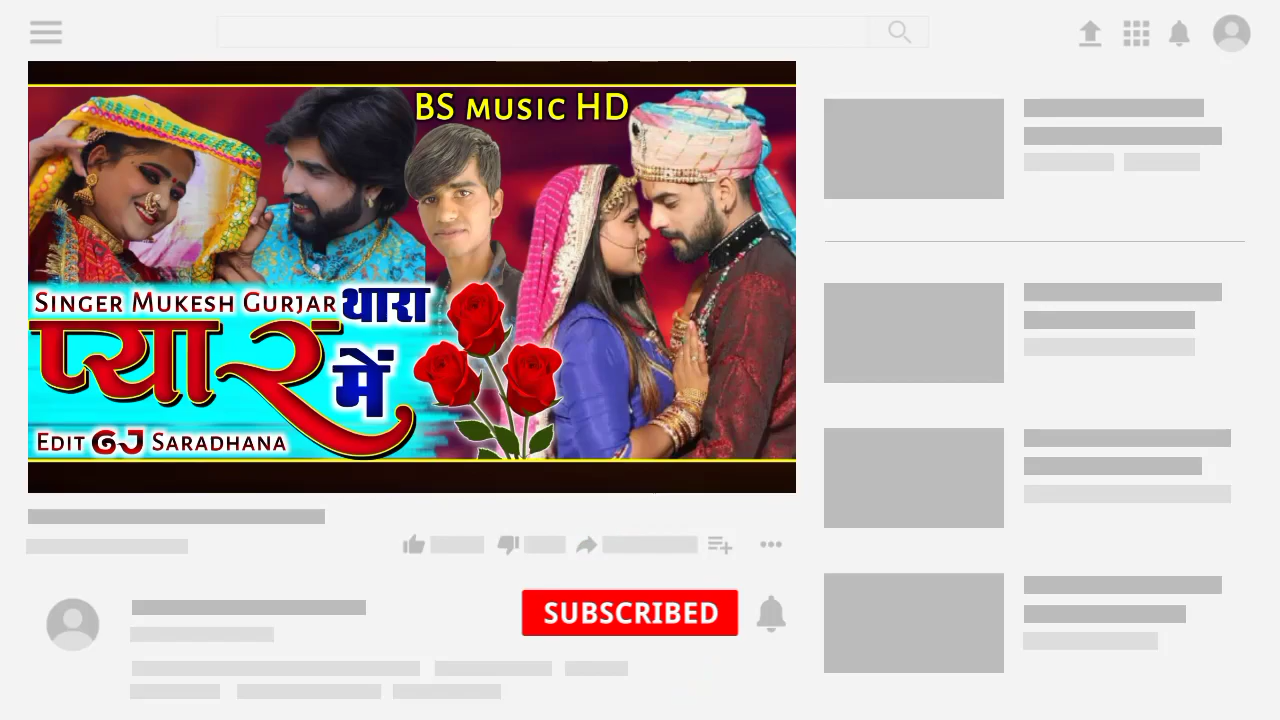 BS MUSIC HD
SINGER MUKESH GURJAR थारा
प्यार में
EDIT GJ SARADHANA
SUBSCRIBED